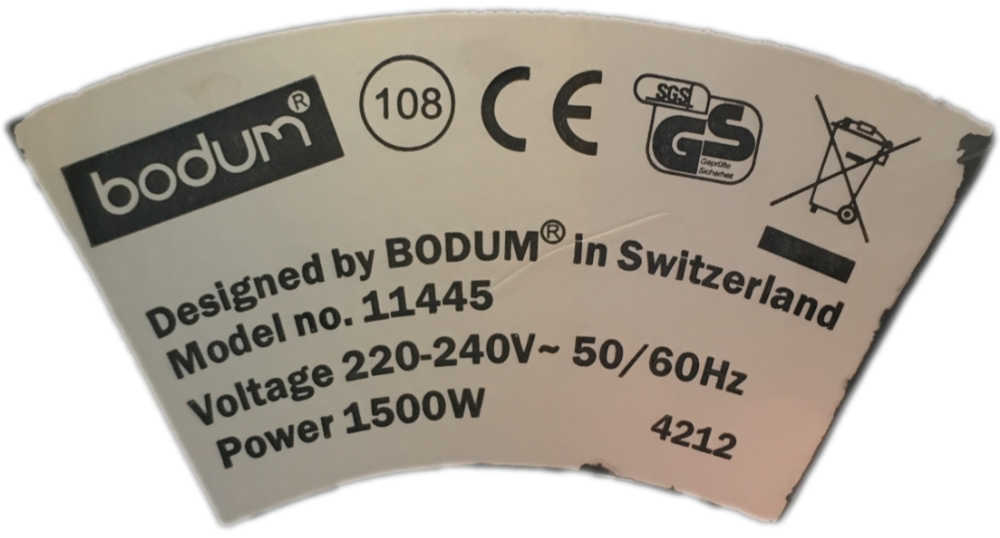 bodum®
108
CE
SGS
GS
Geprüfte
Sicherheit
Designed by BODUM® in Switzerland
Model no. 11445
Voltage 220-240V~ 50/60Hz
Power 1500W
4212